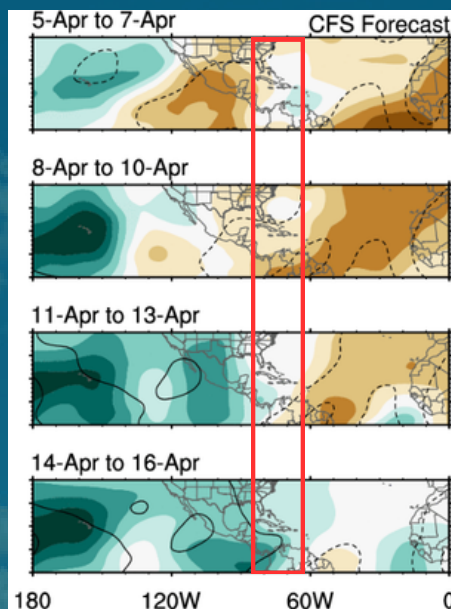 5-Apr to 7-Apr CFS Forecast
8-Apr to 10-Apr
11-Apr to 13-Apr
14-Apr to 16-Apr
180 120W 60W 0